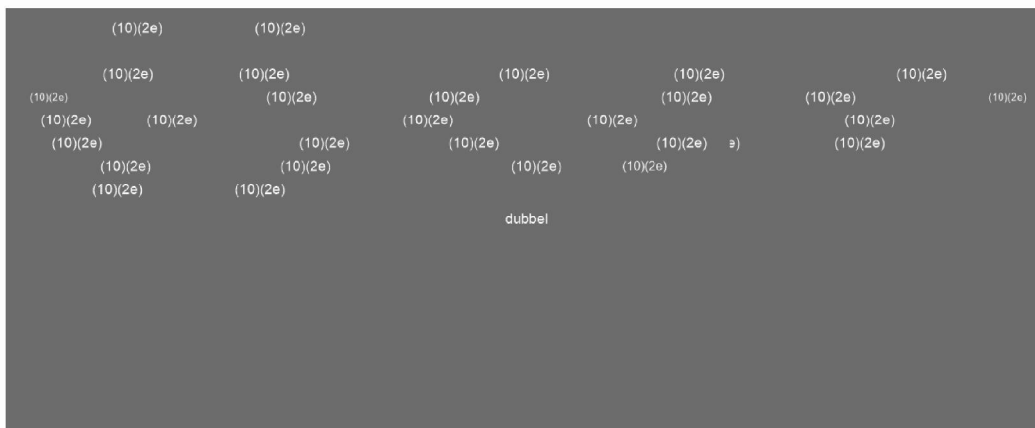 (10)(2e) (10)(2e)
(10)(2e) (10)(2e) (10)(2e) (10)(2e) (10)(2e)
(10)(2e) (10)(2e) (10)(2e) (10)(2e) (10)(2e) (10)(2e)
(10)(2e) (10)(2e) (10)(2e) (10)(2e) (10)(2e)
(10)(2e) (10)(2e) (10)(2e) (10)(2e) e) (10)(2e)
(10)(2e) (10)(2e) (10)(2e) (10)(2e)
(10)(2e) (10)(2e)
dubbel